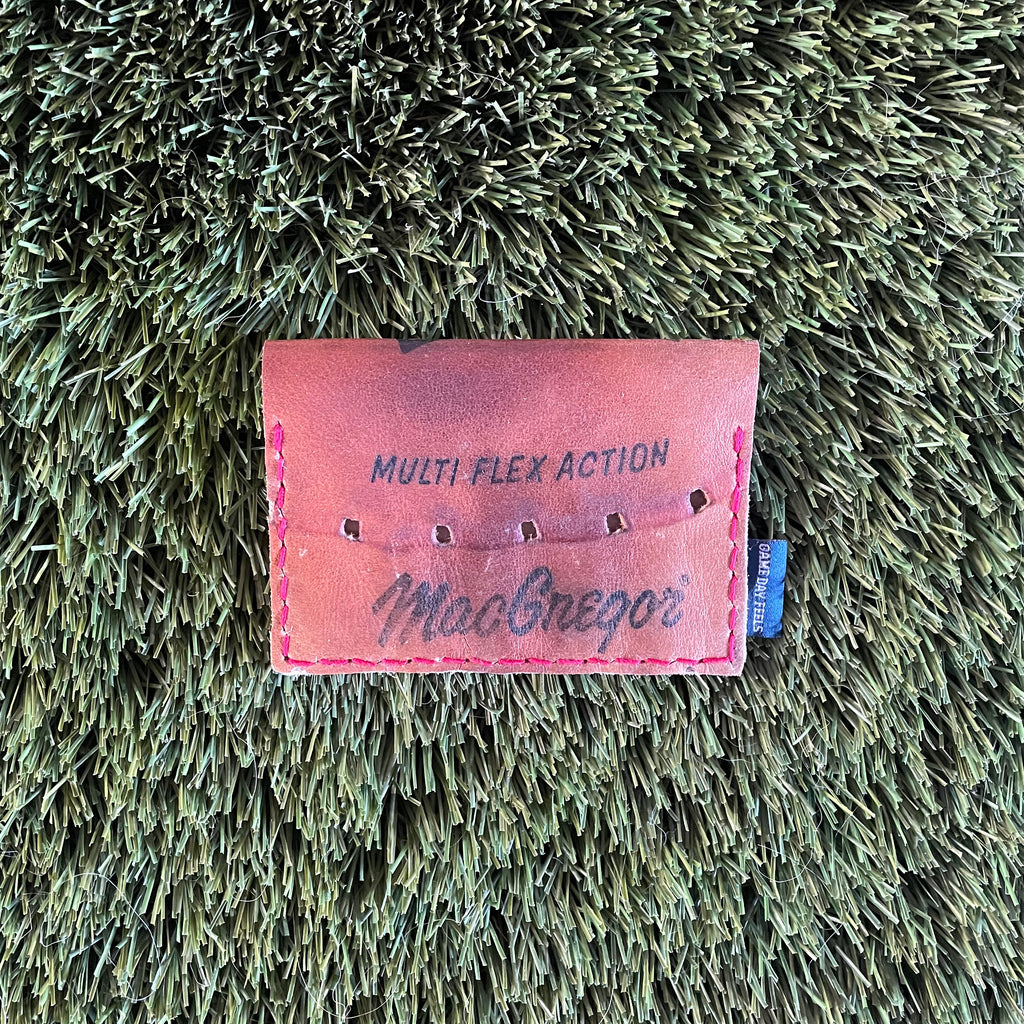 MULTI FLEX ACTION
MacGregor
GAME DAY FEELS